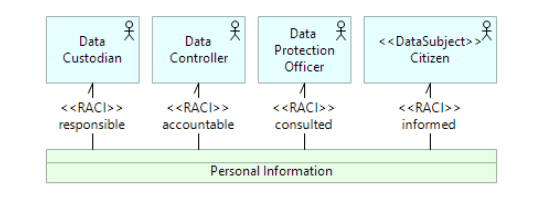 Data
Custodian
Data
Controller
Data
Protection
Officer
<<DataSubject>>
Citizen
<<RACI>>
responsible
<<RACI>>
accountable
<<RACI>>
consulted
<<RACI>>
informed
Personal Information